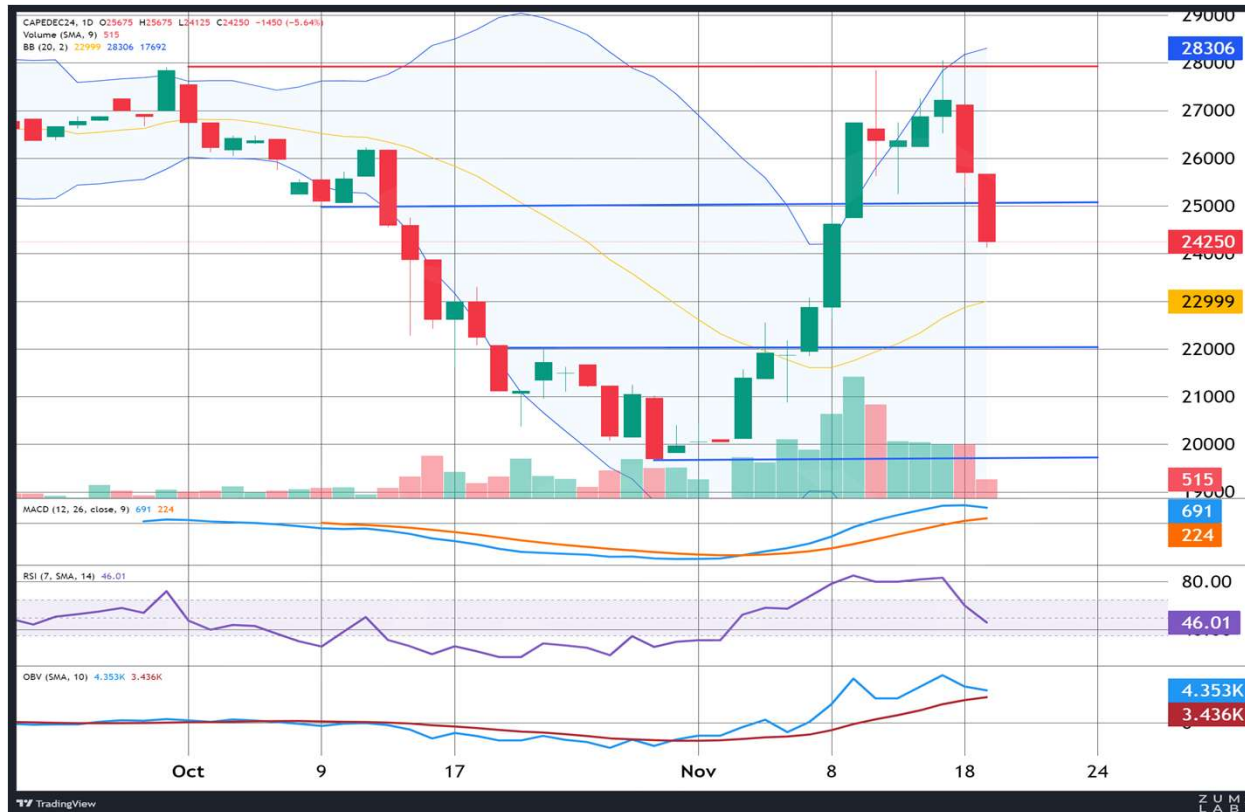 CAPEDEC24, 1D O25675 H25675 L24125 C24250 −1450 (−5.64%)
Volume (SMA, 9) 515
BB (20, 2) 22999 28306 17692
29000
28306
28000
27000
26000
25000
24250
24000
22999
22000
21000
20000
515
19000
MACD (12, 26, close, 9) 691 224
691
224
RSI (7, SMA, 14) 46.01
80.00
46.01
OBV (SMA, 10) 4.353K 3.436K
4.353K
3.436K
Oct 9 17 Nov 8 18 24
TradingView
ZUM
LAB